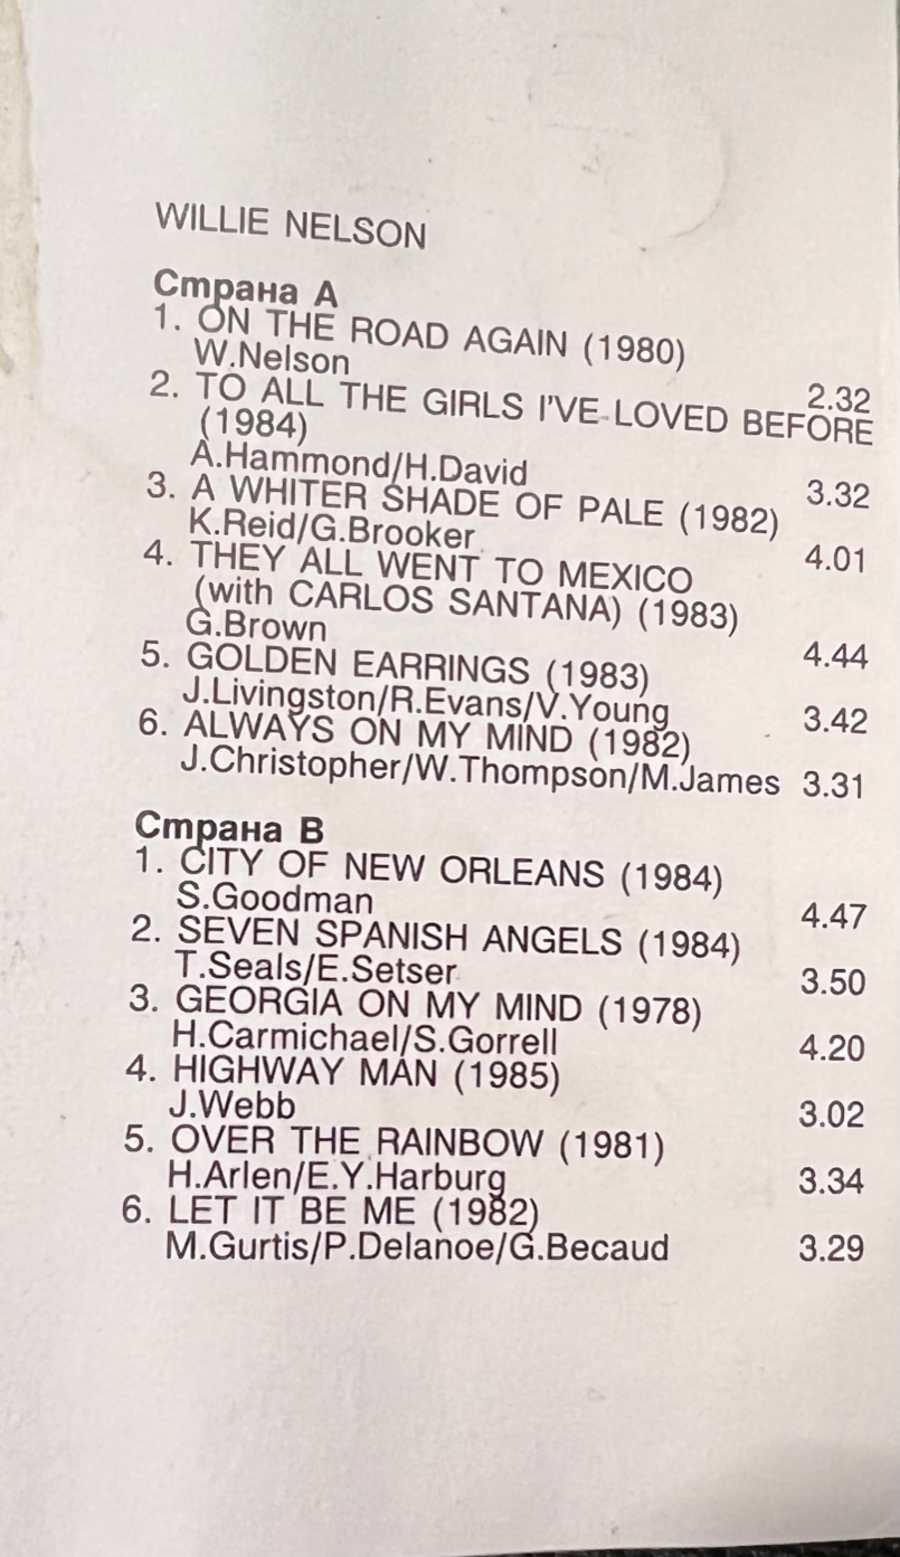 WILLIE NELSON
Страна A
1. ON THE ROAD AGAIN (1980)
W.Nelson 2.32
2. TO ALL THE GIRLS I'VE LOVED BEFORE
(1984)
A.Hammond/H.David 3.32
3. A WHITER SHADE OF PALE (1982)
K.Reid/G.Brooker 4.01
4. THEY ALL WENT TO MEXICO
(with CARLOS SANTANA) (1983)
G.Brown 4.44
5. GOLDEN EARRINGS (1983)
J.Livingston/R.Evans/V.Young 3.42
6. ALWAYS ON MY MIND (1982)
J.Christopher/W.Thompson/M.James 3.31
Страна B
1. CITY OF NEW ORLEANS (1984)
S.Goodman 4.47
2. SEVEN SPANISH ANGELS (1984)
T.Seals/E.Setser 3.50
3. GEORGIA ON MY MIND (1978)
H.Carmichael/S.Gorrell 4.20
4. HIGHWAY MAN (1985)
J.Webb 3.02
5. OVER THE RAINBOW (1981)
H.Arlen/E.Y.Harburg 3.34
6. LET IT BE ME (1982)
M.Gurtis/P.Delanoe/G.Becaud 3.29